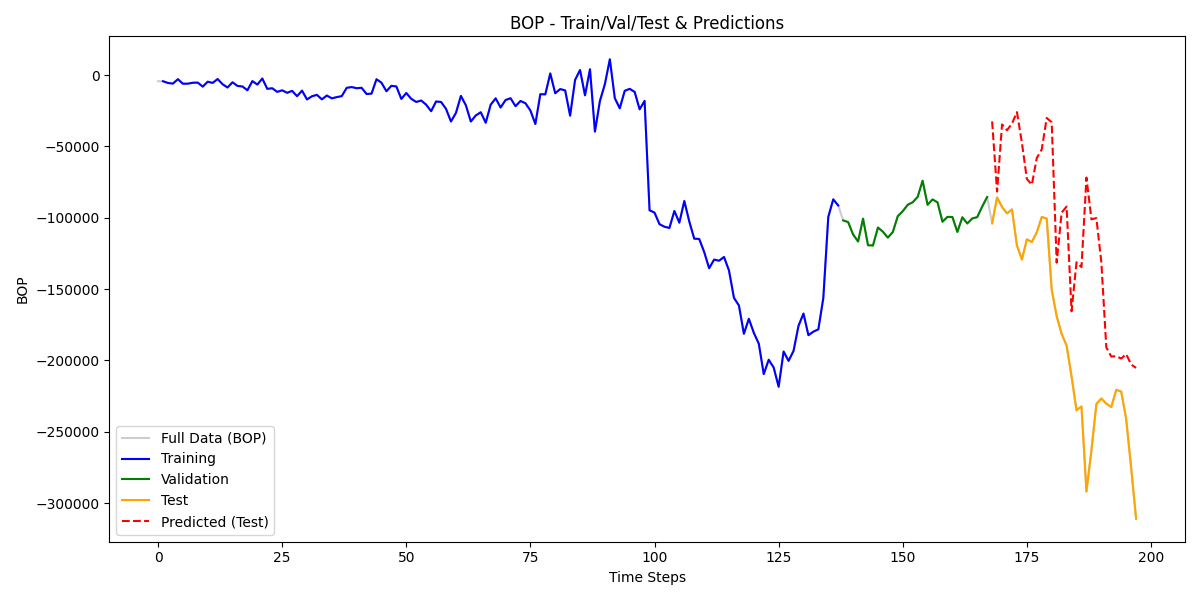 BOP - Train/Val/Test & Predictions
BOP
0
−50000
−100000
−150000
−200000
−250000
−300000
Full Data (BOP)
Training
Validation
Test
Predicted (Test)
0 25 50 75 100 125 150 175 200
Time Steps